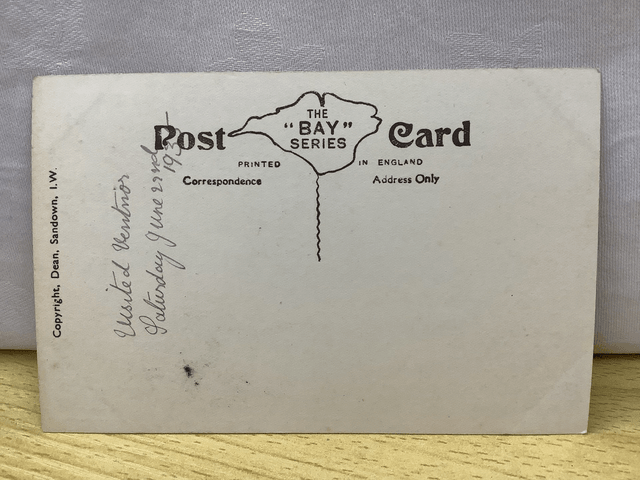 Post Card
THE
"BAY"
SERIES
PRINTED IN ENGLAND
Correspondence
Address Only
Copyright, Dean, Sandown, I.W.
Visited Ventnor
Saturday June 22nd
1935